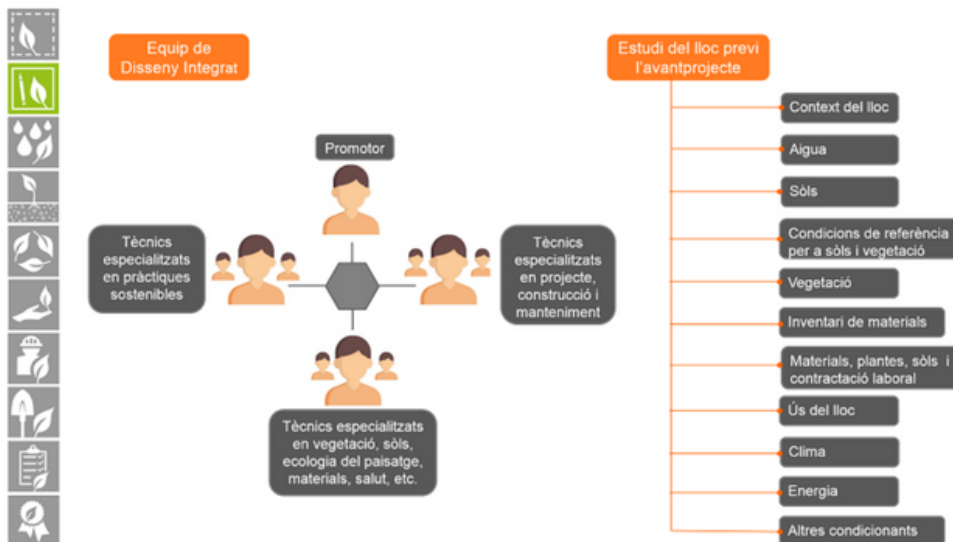 Equip de
Disseny Integrat
Promotor
Tècnics
especialitzats
en pràctiques
sostenibles
Tècnics
especialitzats
en projecte,
construcció i
manteniment
Tècnics especialitzats
en vegetació, sòls,
ecologia del paisatge,
materials, salut, etc.
Estudi del lloc previ
l'avantprojecte
Context del lloc
Aigua
Sòls
Condicions de referència
per a sòls i vegetació
Vegetació
Inventari de materials
Materials, plantes, sòls i
contractació laboral
Ús del lloc
Clima
Energia
Altres condicionants